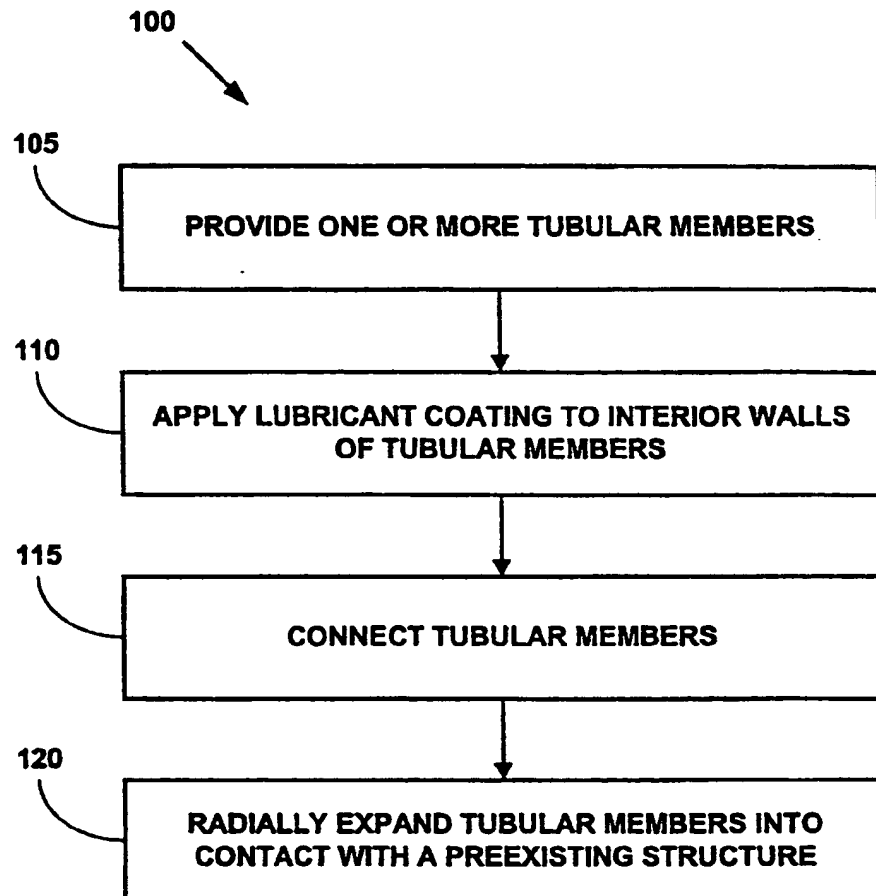 100
105
PROVIDE ONE OR MORE TUBULAR MEMBERS
110
APPLY LUBRICANT COATING TO INTERIOR WALLS
OF TUBULAR MEMBERS
115
CONNECT TUBULAR MEMBERS
120
RADIALLY EXPAND TUBULAR MEMBERS INTO
CONTACT WITH A PREEXISTING STRUCTURE